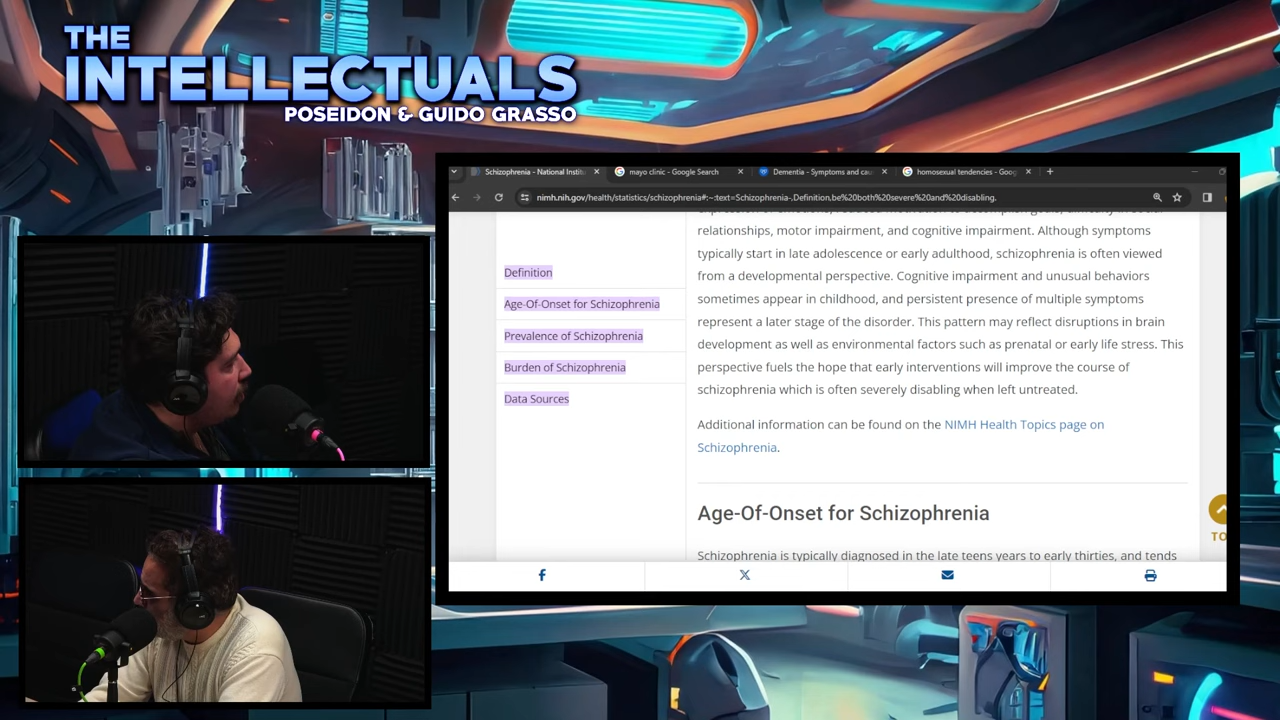 THE
INTELLECTUALS
POSEIDON & GUIDO GRASSO
Schizophrenia - National Instit
mayo clinic - Google Search
Dementia - Symptoms and cau
homosexual tendencies - Goog
nimh.nih.gov/health/statistics/schizophrenia#:~:text=Schizophrenia-,Definition,be%20both%20severe%20and%20disabling.
relationships, motor impairment, and cognitive impairment. Although symptoms
typically start in late adolescence or early adulthood, schizophrenia is often viewed
from a developmental perspective. Cognitive impairment and unusual behaviors
sometimes appear in childhood, and persistent presence of multiple symptoms
represent a later stage of the disorder. This pattern may reflect disruptions in brain
development as well as environmental factors such as prenatal or early life stress. This
perspective fuels the hope that early interventions will improve the course of
schizophrenia which is often severely disabling when left untreated.
Additional information can be found on the NIMH Health Topics page on
Schizophrenia.
Definition
Age-Of-Onset for Schizophrenia
Prevalence of Schizophrenia
Burden of Schizophrenia
Data Sources
Age-Of-Onset for Schizophrenia
Schizophrenia is typically diagnosed in the late teens years to early thirties, and tends
TO